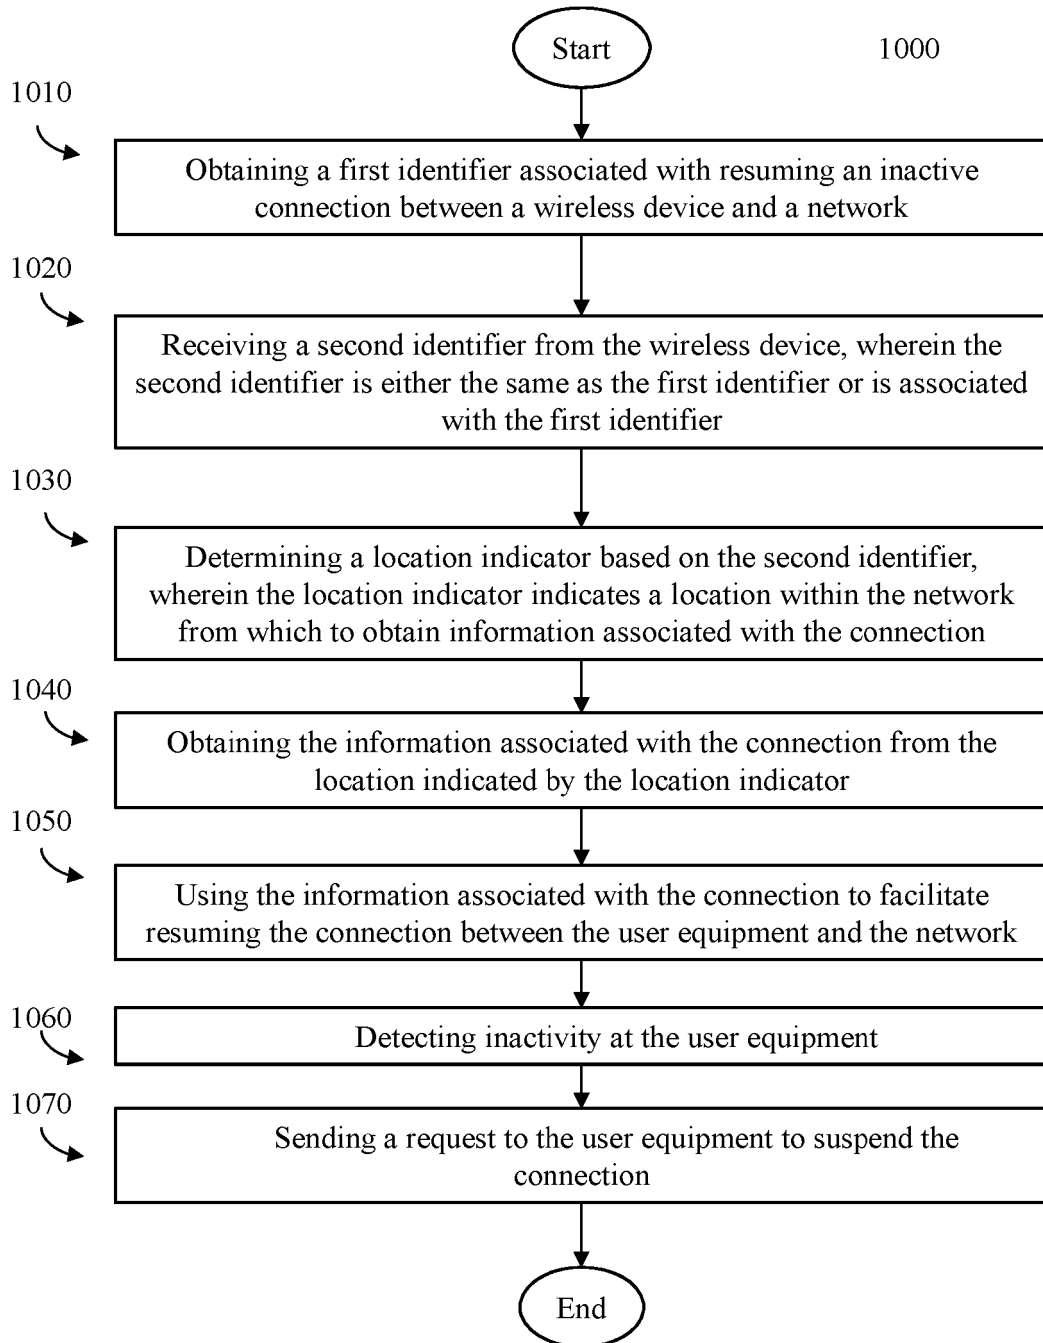 Start
1000
1010
Obtaining a first identifier associated with resuming an inactive
connection between a wireless device and a network
1020
Receiving a second identifier from the wireless device, wherein the
second identifier is either the same as the first identifier or is associated
with the first identifier
1030
Determining a location indicator based on the second identifier,
wherein the location indicator indicates a location within the network
from which to obtain information associated with the connection
1040
Obtaining the information associated with the connection from the
location indicated by the location indicator
1050
Using the information associated with the connection to facilitate
resuming the connection between the user equipment and the network
1060
Detecting inactivity at the user equipment
1070
Sending a request to the user equipment to suspend the
connection
End